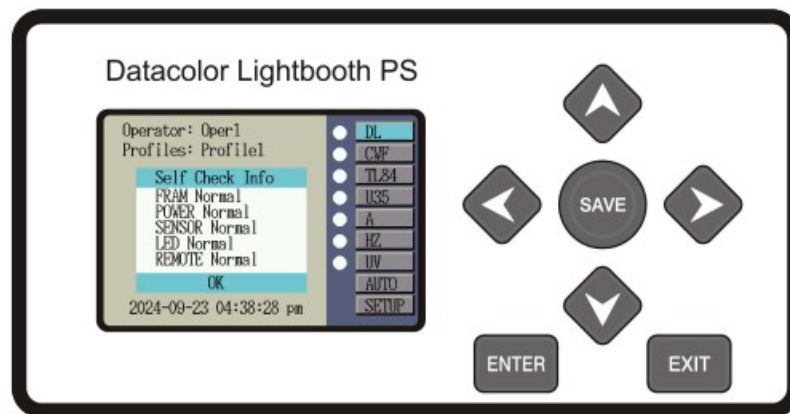 Datacolor Lightbooth PS
Operator: Oper1
Profiles: Profile1
Self Check Info
FRAM Normal
POWER Normal
SENSOR Normal
LED Normal
REMOTE Normal
OK
2024-09-23 04:38:28 pm
DL
CWF
TL84
U35
A
HZ
UV
AUTO
SETUP
SAVE
ENTER
EXIT